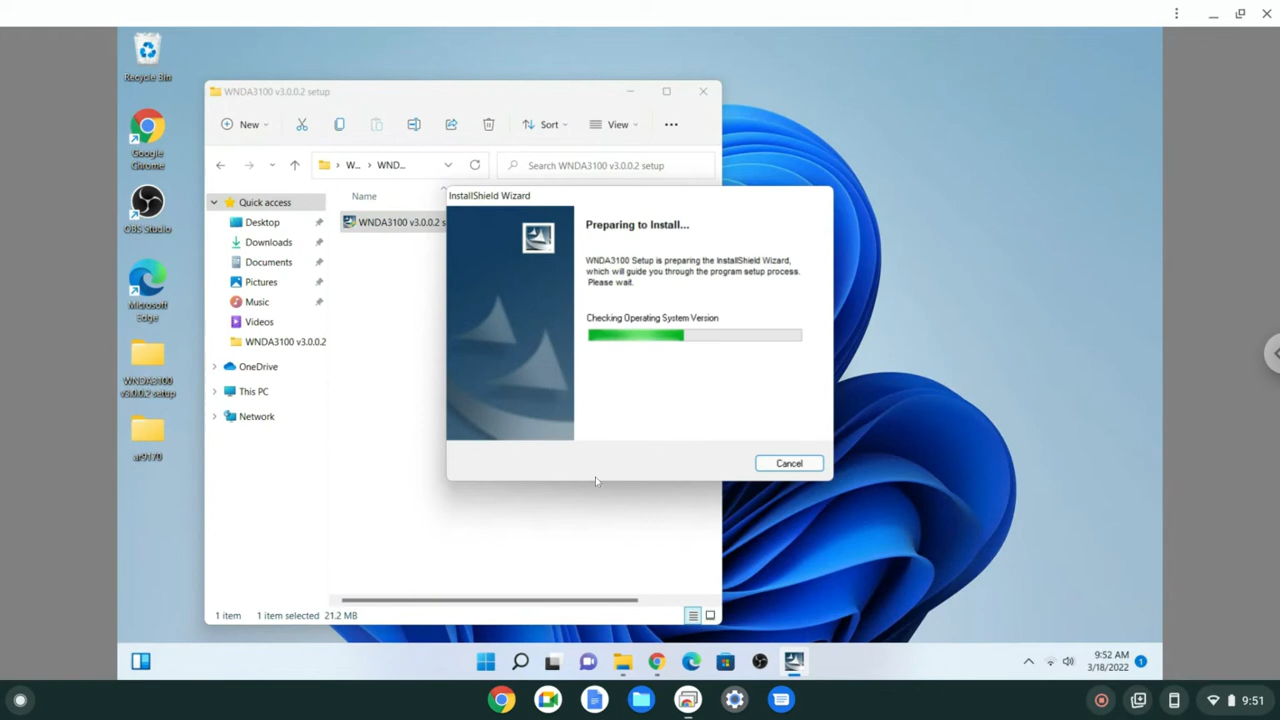 Recycle Bin
Google
Chrome
OBS Studio
Microsoft
Edge
WNDA3100
v3.0.0.2 setup
ar9170
WNDA3100 v3.0.0.2 setup
New
Sort
View
W...
WND...
Search WNDA3100 v3.0.0.2 setup
Quick access
Desktop
Downloads
Documents
Pictures
Music
Videos
WNDA3100 v3.0.0.2
OneDrive
This PC
Network
Name
WNDA3100 v3.0.0.2 s
1 item
1 item selected 21.2 MB
InstallShield Wizard
Preparing to Install...
WNDA3100 Setup is preparing the InstallShield Wizard,
which will guide you through the program setup process.
Please wait.
Checking Operating System Version
Cancel
9:52 AM
3/18/2022
1
9:51